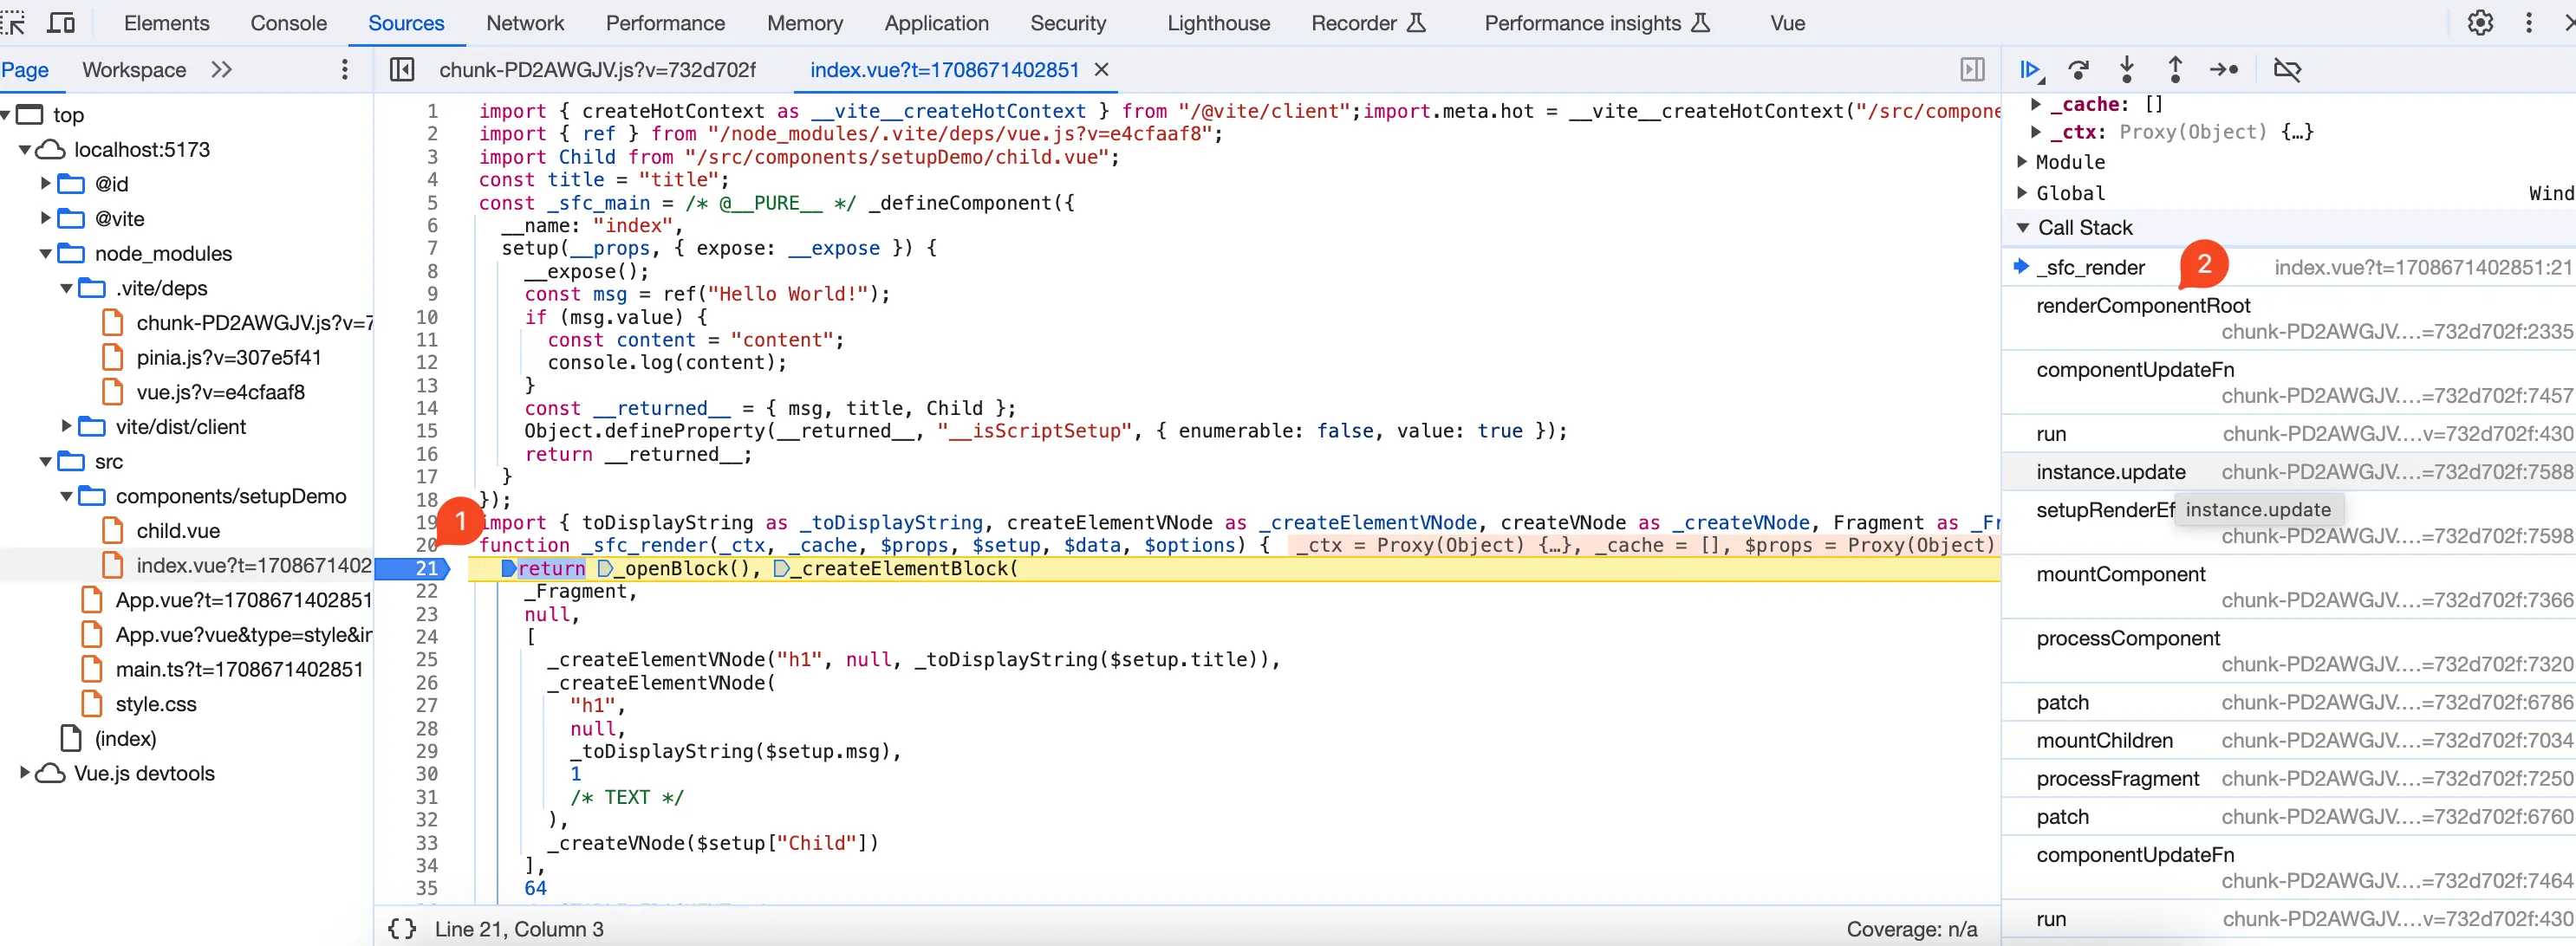 Elements Console Sources Network Performance Memory Application Security Lighthouse Recorder Performance insights Vue
Page Workspace
top
localhost:5173
@id
@vite
node_modules
.vite/deps
chunk-PD2AWGJV.js?v=7
pinia.js?v=307e5f41
vue.js?v=e4cfaaf8
vite/dist/client
src
components/setupDemo
child.vue
index.vue?t=1708671402
App.vue?t=1708671402851
App.vue?vue&type=style&ir
main.ts?t=1708671402851
style.css
(index)
Vue.js devtools
chunk-PD2AWGJV.js?v=732d702f index.vue?t=1708671402851
1 import { createHotContext as __vite__createHotContext } from "/@vite/client";import.meta.hot = __vite__createHotContext("/src/compone
2 import { ref } from "/node_modules/.vite/deps/vue.js?v=e4cfaaf8";
3 import Child from "/src/components/setupDemo/child.vue";
4 const title = "title";
5 const _sfc_main = /* @__PURE__ */ _defineComponent({
6 __name: "index",
7 setup(__props, { expose: __expose }) {
8 __expose();
9 const msg = ref("Hello World!");
10 if (msg.value) {
11 const content = "content";
12 console.log(content);
13 }
14 const __returned__ = { msg, title, Child };
15 Object.defineProperty(__returned__, "__isScriptSetup", { enumerable: false, value: true });
16 return __returned__;
17 }
18 });
1
19 import { toDisplayString as _toDisplayString, createElementVNode as _createElementVNode, createVNode as _createVNode, Fragment as _Fr
20 function _sfc_render(_ctx, _cache, $props, $setup, $data, $options) { _ctx = Proxy(Object) {…}, _cache = [], $props = Proxy(Object)
21 return _openBlock(), _createElementBlock(
22 _Fragment,
23 null,
24 [
25 _createElementVNode("h1", null, _toDisplayString($setup.title)),
26 _createElementVNode(
27 "h1",
28 null,
29 _toDisplayString($setup.msg),
30 1
31 /* TEXT */
32 ),
33 _createVNode($setup["Child"])
34 ],
35 64
{ } Line 21, Column 3 Coverage: n/a
_cache: []
_ctx: Proxy(Object) {…}
Module
Global Wind
Call Stack
2
_sfc_render index.vue?t=1708671402851:21
renderComponentRoot
chunk-PD2AWGJV.…=732d702f:2335
componentUpdateFn
chunk-PD2AWGJV.…=732d702f:7457
run chunk-PD2AWGJV.…v=732d702f:430
instance.update chunk-PD2AWGJV.…=732d702f:7588
setupRenderEf instance.update
chunk-PD2AWGJV.…=732d702f:7598
mountComponent
chunk-PD2AWGJV.…=732d702f:7366
processComponent
chunk-PD2AWGJV.…=732d702f:7320
patch chunk-PD2AWGJV.…=732d702f:6786
mountChildren chunk-PD2AWGJV.…=732d702f:7034
processFragment chunk-PD2AWGJV.…=732d702f:7250
patch chunk-PD2AWGJV.…=732d702f:6760
componentUpdateFn
chunk-PD2AWGJV.…=732d702f:7464
run chunk-PD2AWGJV.…v=732d702f:430